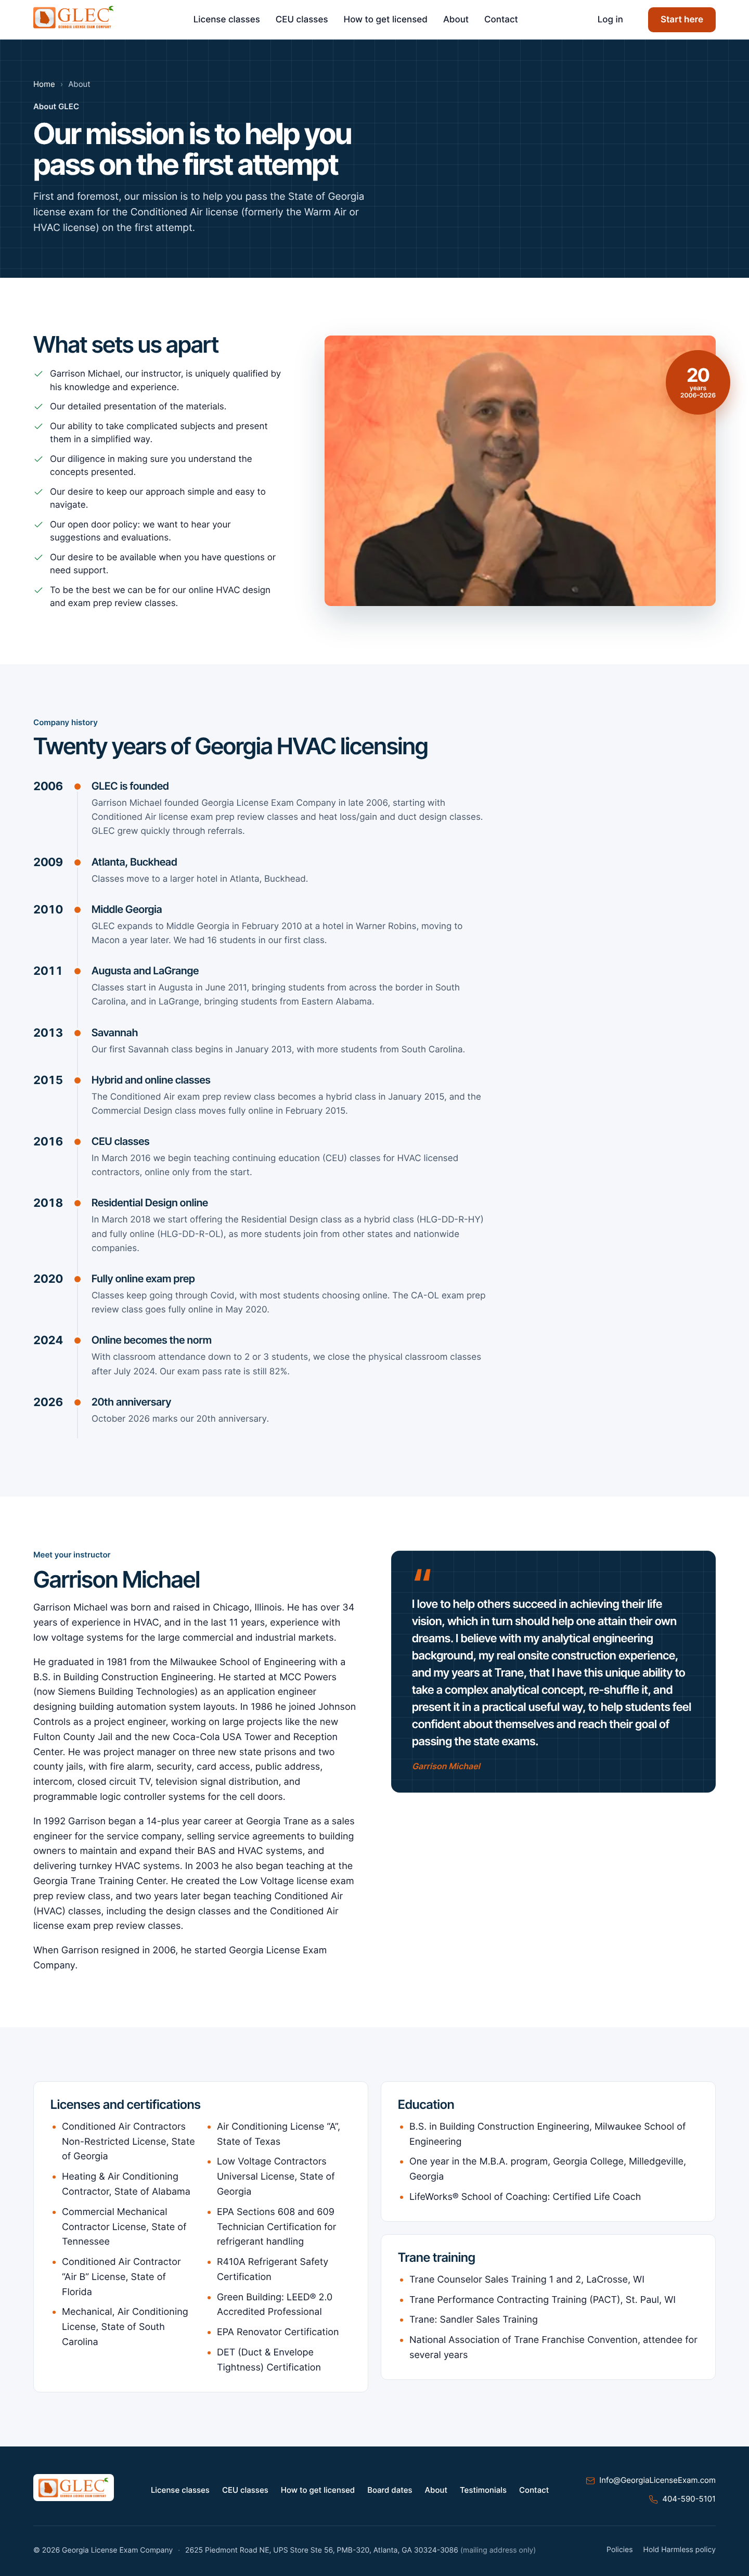 GLEC
GEORGIA LICENSE EXAM COMPANY
License classes CEU classes How to get licensed About Contact Log in Start here
Home › About
About GLEC
Our mission is to help you
pass on the first attempt
First and foremost, our mission is to help you pass the State of Georgia
license exam for the Conditioned Air license (formerly the Warm Air or
HVAC license) on the first attempt.
What sets us apart
Garrison Michael, our instructor, is uniquely qualified by
his knowledge and experience.
Our detailed presentation of the materials.
Our ability to take complicated subjects and present
them in a simplified way.
Our diligence in making sure you understand the
concepts presented.
Our desire to keep our approach simple and easy to
navigate.
Our open door policy: we want to hear your
suggestions and evaluations.
Our desire to be available when you have questions or
need support.
To be the best we can be for our online HVAC design
and exam prep review classes.
20
years
2006–2026
Company history
Twenty years of Georgia HVAC licensing
2006 GLEC is founded
Garrison Michael founded Georgia License Exam Company in late 2006, starting with
Conditioned Air license exam prep review classes and heat loss/gain and duct design classes.
GLEC grew quickly through referrals.
2009 Atlanta, Buckhead
Classes move to a larger hotel in Atlanta, Buckhead.
2010 Middle Georgia
GLEC expands to Middle Georgia in February 2010 at a hotel in Warner Robins, moving to
Macon a year later. We had 16 students in our first class.
2011 Augusta and LaGrange
Classes start in Augusta in June 2011, bringing students from across the border in South
Carolina, and in LaGrange, bringing students from Eastern Alabama.
2013 Savannah
Our first Savannah class begins in January 2013, with more students from South Carolina.
2015 Hybrid and online classes
The Conditioned Air exam prep review class becomes a hybrid class in January 2015, and the
Commercial Design class moves fully online in February 2015.
2016 CEU classes
In March 2016 we begin teaching continuing education (CEU) classes for HVAC licensed
contractors, online only from the start.
2018 Residential Design online
In March 2018 we start offering the Residential Design class as a hybrid class (HLG-DD-R-HY)
and fully online (HLG-DD-R-OL), as more students join from other states and nationwide
companies.
2020 Fully online exam prep
Classes keep going through Covid, with most students choosing online. The CA-OL exam prep
review class goes fully online in May 2020.
2024 Online becomes the norm
With classroom attendance down to 2 or 3 students, we close the physical classroom classes
after July 2024. Our exam pass rate is still 82%.
2026 20th anniversary
October 2026 marks our 20th anniversary.
Meet your instructor
Garrison Michael
Garrison Michael was born and raised in Chicago, Illinois. He has over 34
years of experience in HVAC, and in the last 11 years, experience with
low voltage systems for the large commercial and industrial markets.
He graduated in 1981 from the Milwaukee School of Engineering with a
B.S. in Building Construction Engineering. He started at MCC Powers
(now Siemens Building Technologies) as an application engineer
designing building automation system layouts. In 1986 he joined Johnson
Controls as a project engineer, working on large projects like the new
Fulton County Jail and the new Coca-Cola USA Tower and Reception
Center. He was project manager on three new state prisons and two
county jails, with fire alarm, security, card access, public address,
intercom, closed circuit TV, television signal distribution, and
programmable logic controller systems for the cell doors.
In 1992 Garrison began a 14-plus year career at Georgia Trane as a sales
engineer for the service company, selling service agreements to building
owners to maintain and expand their BAS and HVAC systems, and
delivering turnkey HVAC systems. In 2003 he also began teaching at the
Georgia Trane Training Center. He created the Low Voltage license exam
prep review class, and two years later began teaching Conditioned Air
(HVAC) classes, including the design classes and the Conditioned Air
license exam prep review classes.
When Garrison resigned in 2006, he started Georgia License Exam
Company.
"
I love to help others succeed in achieving their life
vision, which in turn should help one attain their own
dreams. I believe with my analytical engineering
background, my real onsite construction experience,
and my years at Trane, that I have this unique ability to
take a complex analytical concept, re-shuffle it, and
present it in a practical useful way, to help students feel
confident about themselves and reach their goal of
passing the state exams.
Garrison Michael
Licenses and certifications
Conditioned Air Contractors
Non-Restricted License, State
of Georgia
Heating & Air Conditioning
Contractor, State of Alabama
Commercial Mechanical
Contractor License, State of
Tennessee
Conditioned Air Contractor
“Air B” License, State of
Florida
Mechanical, Air Conditioning
License, State of South
Carolina
Air Conditioning License “A”,
State of Texas
Low Voltage Contractors
Universal License, State of
Georgia
EPA Sections 608 and 609
Technician Certification for
refrigerant handling
R410A Refrigerant Safety
Certification
Green Building: LEED® 2.0
Accredited Professional
EPA Renovator Certification
DET (Duct & Envelope
Tightness) Certification
Education
B.S. in Building Construction Engineering, Milwaukee School of
Engineering
One year in the M.B.A. program, Georgia College, Milledgeville,
Georgia
LifeWorks® School of Coaching: Certified Life Coach
Trane training
Trane Counselor Sales Training 1 and 2, LaCrosse, WI
Trane Performance Contracting Training (PACT), St. Paul, WI
Trane: Sandler Sales Training
National Association of Trane Franchise Convention, attendee for
several years
GLEC
GEORGIA LICENSE EXAM COMPANY
License classes CEU classes How to get licensed Board dates About Testimonials Contact
Info@GeorgiaLicenseExam.com
404-590-5101
© 2026 Georgia License Exam Company · 2625 Piedmont Road NE, UPS Store Ste 56, PMB-320, Atlanta, GA 30324-3086 (mailing address only)
Policies Hold Harmless policy